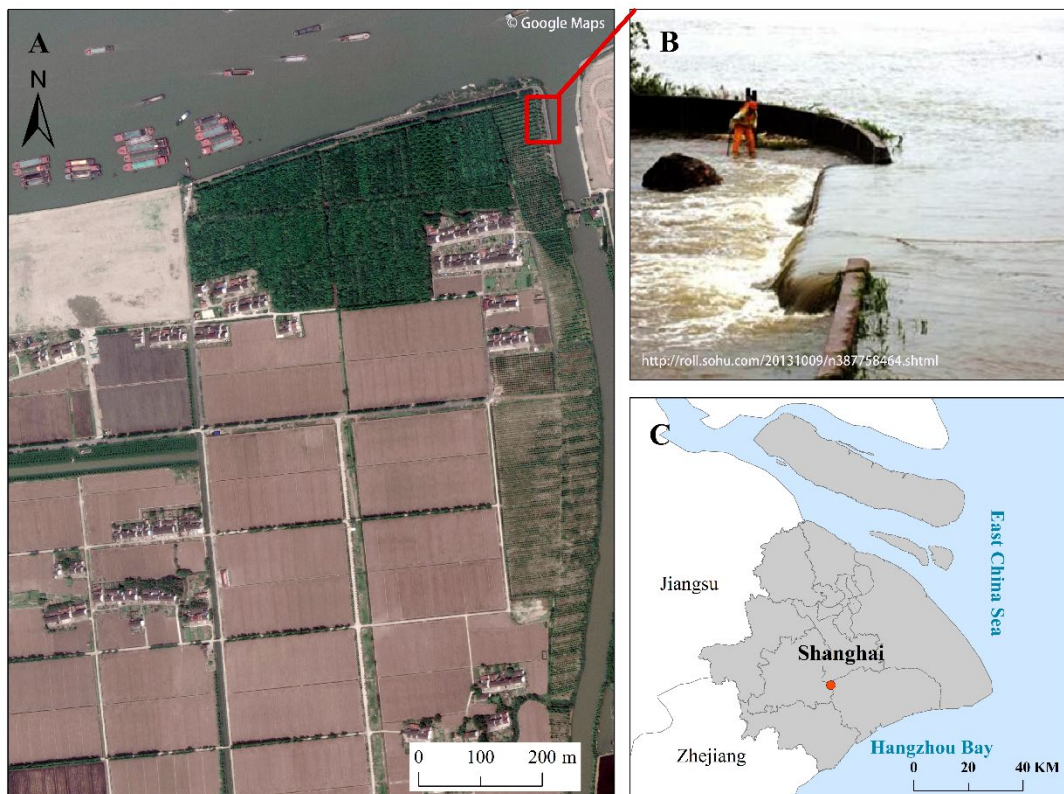 A
N
© Google Maps
0 100 200 m
B
http://roll.sohu.com/20131009/n387758464.shtml
C
Jiangsu
Shanghai
Zhejiang
East China Sea
Hangzhou Bay
0 20 40 KM